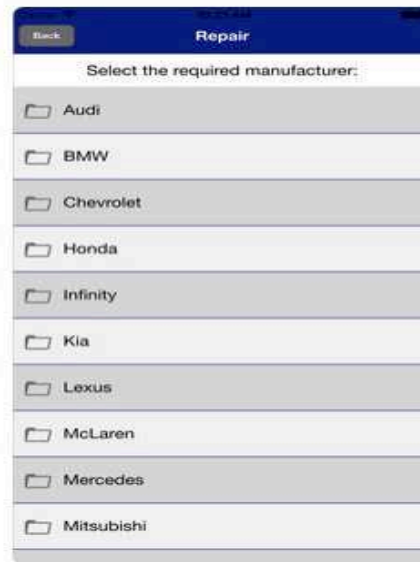 Back
Repair
Select the required manufacturer:
Audi
BMW
Chevrolet
Honda
Infinity
Kia
Lexus
McLaren
Mercedes
Mitsubishi